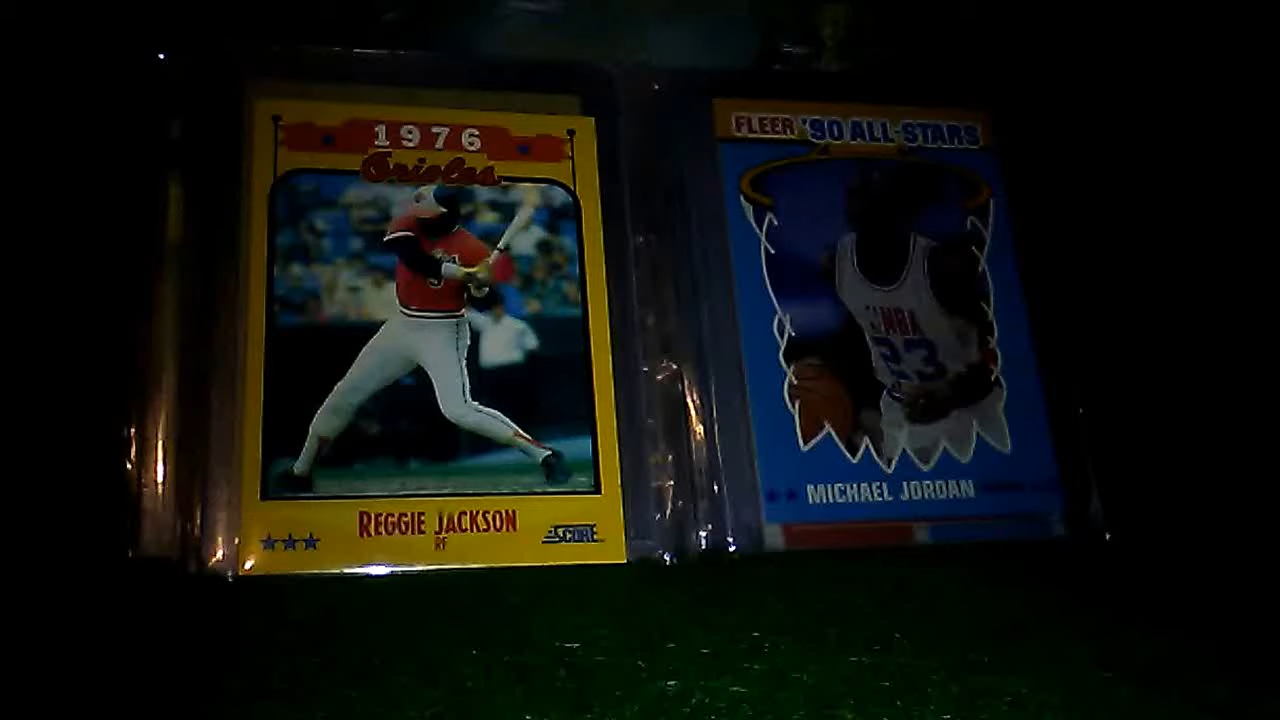 1976
Orioles
REGGIE JACKSON
RF
SCORE
FLEER '90 ALL-STARS
NBA
23
MICHAEL JORDAN